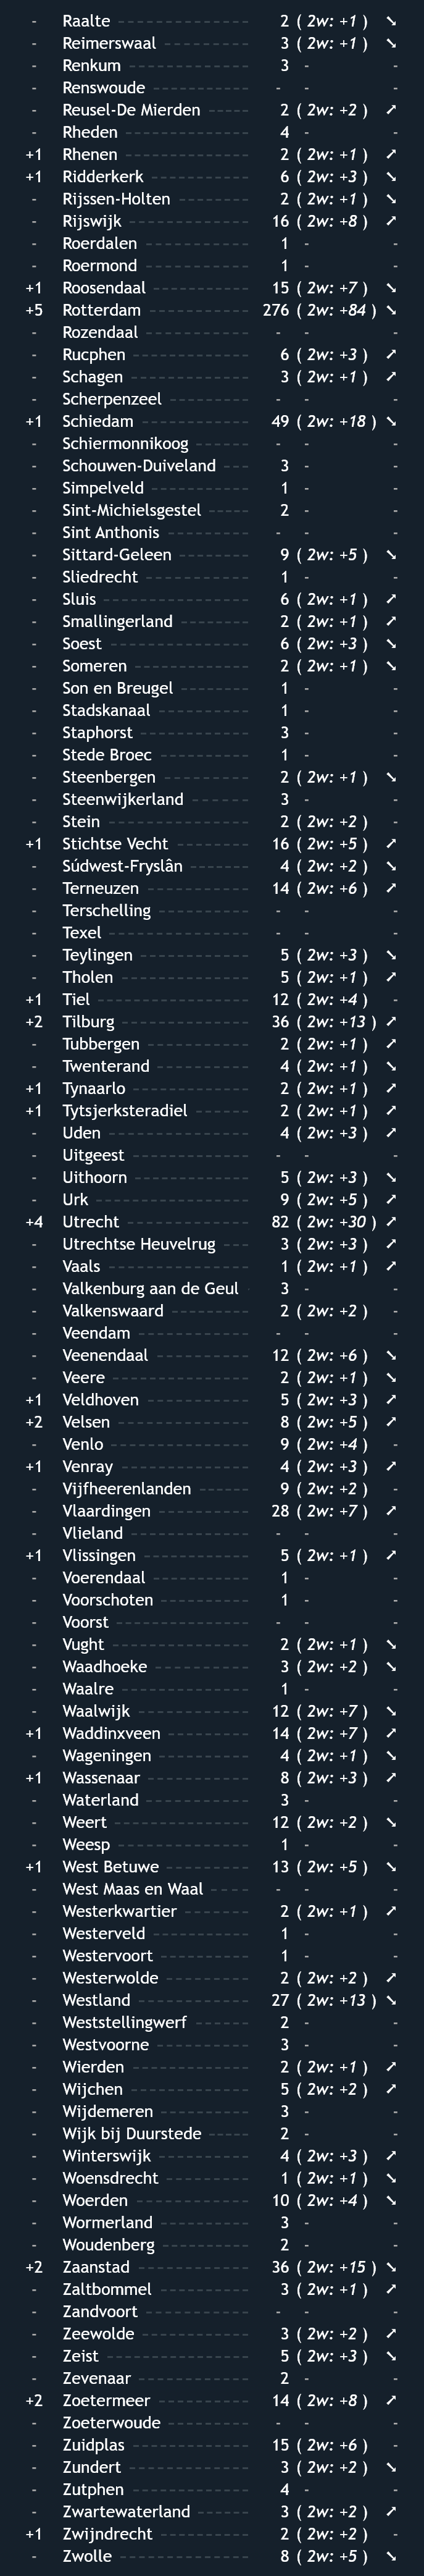 - Raalte 2 ( 2w: +1 ) ➘
- Reimerswaal 3 ( 2w: +1 ) ➘
- Renkum 3 - -
- Renswoude - - -
- Reusel-De Mierden 2 ( 2w: +2 ) ➚
- Rheden 4 - -
+1 Rhenen 2 ( 2w: +1 ) ➚
+1 Ridderkerk 6 ( 2w: +3 ) ➘
- Rijssen-Holten 2 ( 2w: +1 ) ➘
- Rijswijk 16 ( 2w: +8 ) ➚
- Roerdalen 1 - -
- Roermond 1 - -
+1 Roosendaal 15 ( 2w: +7 ) ➘
+5 Rotterdam 276 ( 2w: +84 ) ➘
- Rozendaal - - -
- Rucphen 6 ( 2w: +3 ) ➚
- Schagen 3 ( 2w: +1 ) ➚
- Scherpenzeel - - -
+1 Schiedam 49 ( 2w: +18 ) ➘
- Schiermonnikoog - - -
- Schouwen-Duiveland 3 - -
- Simpelveld 1 - -
- Sint-Michielsgestel 2 - -
- Sint Anthonis - - -
- Sittard-Geleen 9 ( 2w: +5 ) ➘
- Sliedrecht 1 - -
- Sluis 6 ( 2w: +1 ) ➚
- Smallingerland 2 ( 2w: +1 ) ➚
- Soest 6 ( 2w: +3 ) ➘
- Someren 2 ( 2w: +1 ) ➘
- Son en Breugel 1 - -
- Stadskanaal 1 - -
- Staphorst 3 - -
- Stede Broec 1 - -
- Steenbergen 2 ( 2w: +1 ) ➘
- Steenwijkerland 3 - -
- Stein 2 ( 2w: +2 ) -
+1 Stichtse Vecht 16 ( 2w: +5 ) ➚
- Súdwest-Fryslân 4 ( 2w: +2 ) ➘
- Terneuzen 14 ( 2w: +6 ) ➚
- Terschelling - - -
- Texel - - -
- Teylingen 5 ( 2w: +3 ) ➘
- Tholen 5 ( 2w: +1 ) ➚
+1 Tiel 12 ( 2w: +4 ) -
+2 Tilburg 36 ( 2w: +13 ) ➚
- Tubbergen 2 ( 2w: +1 ) ➚
- Twenterand 4 ( 2w: +1 ) ➘
+1 Tynaarlo 2 ( 2w: +1 ) ➚
+1 Tytsjerksteradiel 2 ( 2w: +1 ) ➚
- Uden 4 ( 2w: +3 ) ➚
- Uitgeest - - -
- Uithoorn 5 ( 2w: +3 ) ➘
- Urk 9 ( 2w: +5 ) ➚
+4 Utrecht 82 ( 2w: +30 ) ➚
- Utrechtse Heuvelrug 3 ( 2w: +3 ) ➚
- Vaals 1 ( 2w: +1 ) ➚
- Valkenburg aan de Geul 3 - -
- Valkenswaard 2 ( 2w: +2 ) -
- Veendam - - -
- Veenendaal 12 ( 2w: +6 ) ➘
- Veere 2 ( 2w: +1 ) ➘
+1 Veldhoven 5 ( 2w: +3 ) ➚
+2 Velsen 8 ( 2w: +5 ) ➚
- Venlo 9 ( 2w: +4 ) -
+1 Venray 4 ( 2w: +3 ) ➚
- Vijfheerenlanden 9 ( 2w: +2 ) -
- Vlaardingen 28 ( 2w: +7 ) ➚
- Vlieland - - -
+1 Vlissingen 5 ( 2w: +1 ) ➚
- Voerendaal 1 - -
- Voorschoten 1 - -
- Voorst - - -
- Vught 2 ( 2w: +1 ) ➘
- Waadhoeke 3 ( 2w: +2 ) ➘
- Waalre 1 - -
- Waalwijk 12 ( 2w: +7 ) ➚
+1 Waddinxveen 14 ( 2w: +7 ) ➚
- Wageningen 4 ( 2w: +1 ) ➘
+1 Wassenaar 8 ( 2w: +3 ) ➚
- Waterland 3 - -
- Weert 12 ( 2w: +2 ) ➘
- Weesp 1 - -
+1 West Betuwe 13 ( 2w: +5 ) ➘
- West Maas en Waal - - -
- Westerkwartier 2 ( 2w: +1 ) ➚
- Westerveld 1 - -
- Westervoort 1 - -
- Westerwolde 2 ( 2w: +2 ) ➚
- Westland 27 ( 2w: +13 ) ➘
- Weststellingwerf 2 - -
- Westvoorne 3 - -
- Wierden 2 ( 2w: +1 ) ➚
- Wijchen 5 ( 2w: +2 ) ➚
- Wijdemeren 3 - -
- Wijk bij Duurstede 2 - -
- Winterswijk 4 ( 2w: +3 ) ➚
- Woensdrecht 1 ( 2w: +1 ) ➘
- Woerden 10 ( 2w: +4 ) ➘
- Wormerland 3 - -
- Woudenberg 2 - -
+2 Zaanstad 36 ( 2w: +15 ) ➘
- Zaltbommel 3 ( 2w: +1 ) ➚
- Zandvoort - - -
- Zeewolde 3 ( 2w: +2 ) ➚
- Zeist 5 ( 2w: +3 ) ➘
- Zevenaar 2 - -
+2 Zoetermeer 14 ( 2w: +8 ) ➚
- Zoeterwoude - - -
- Zuidplas 15 ( 2w: +6 ) -
- Zundert 3 ( 2w: +2 ) ➘
- Zutphen 4 - -
- Zwartewaterland 3 ( 2w: +2 ) ➚
+1 Zwijndrecht 2 ( 2w: +2 ) -
- Zwolle 8 ( 2w: +5 ) ➘